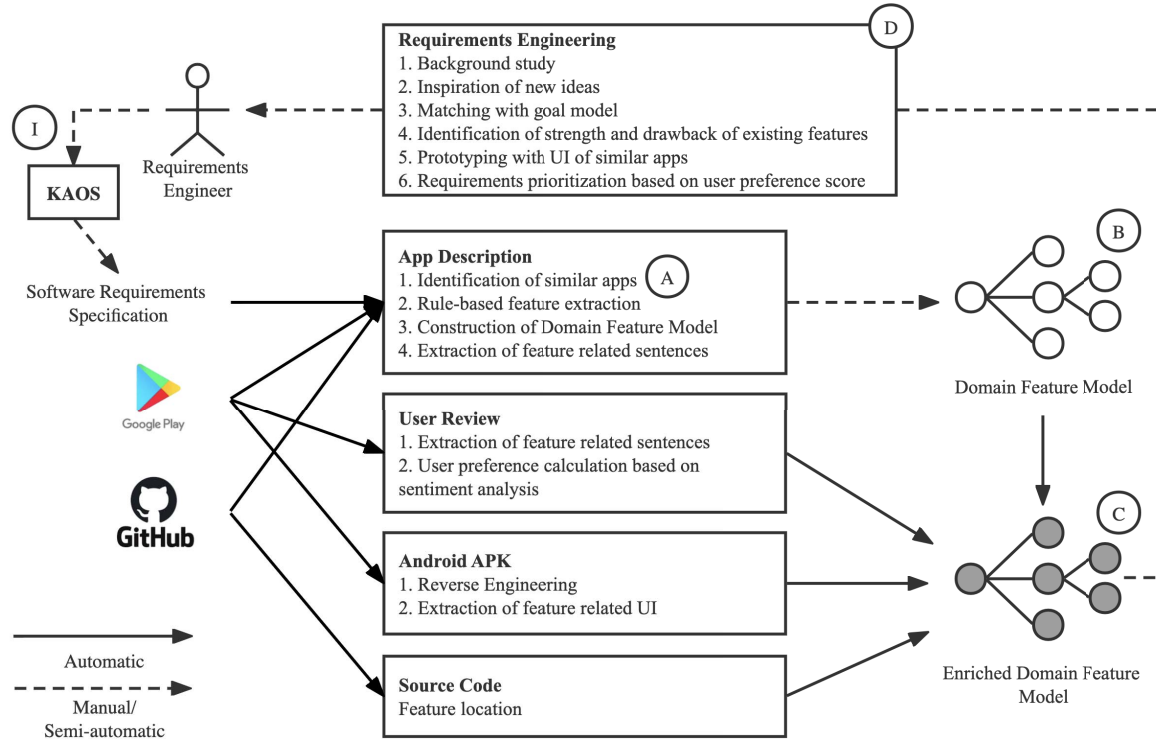 D
Requirements Engineering
1. Background study
2. Inspiration of new ideas
3. Matching with goal model
4. Identification of strength and drawback of existing features
5. Prototyping with UI of similar apps
6. Requirements prioritization based on user preference score
I
Requirements
Engineer
KAOS
Software Requirements
Specification
App Description
A
1. Identification of similar apps
2. Rule-based feature extraction
3. Construction of Domain Feature Model
4. Extraction of feature related sentences
B
Domain Feature Model
Google Play
User Review
1. Extraction of feature related sentences
2. User preference calculation based on
sentiment analysis
GitHub
Android APK
1. Reverse Engineering
2. Extraction of feature related UI
C
Enriched Domain Feature
Model
Source Code
Feature location
Automatic
Manual/
Semi-automatic